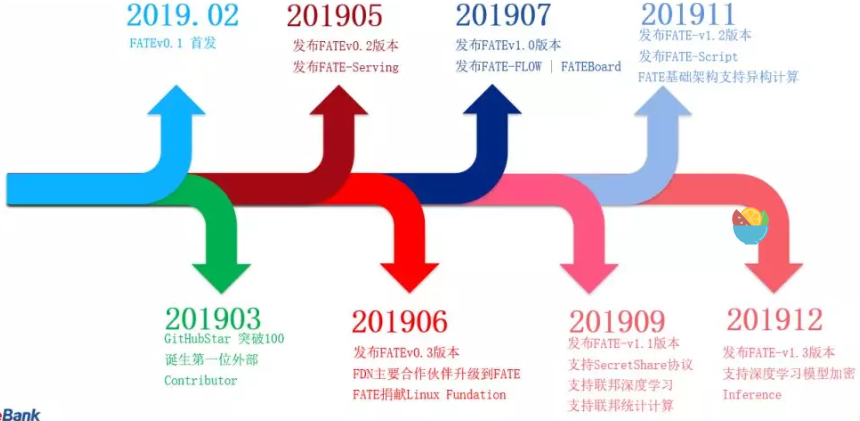 2019.02
FATEv0.1 首发
201905
发布FATEv0.2版本
发布FATE-Serving
201907
发布FATEv1.0版本
发布FATE-FLOW | FATEBoard
201911
发布FATE-v1.2版本
发布FATE-Script
FATE基础架构支持异构计算
201903
GitHubStar 突破100
诞生第一位外部
Contributor
201906
发布FATEv0.3版本
FDN主要合作伙伴升级到FATE
FATE捐献Linux Fundation
201909
发布FATE-v1.1版本
支持SecretShare协议
支持联邦深度学习
支持联邦统计计算
201912
发布FATE-v1.3版本
支持深度学习模型加密
Inference
eBank